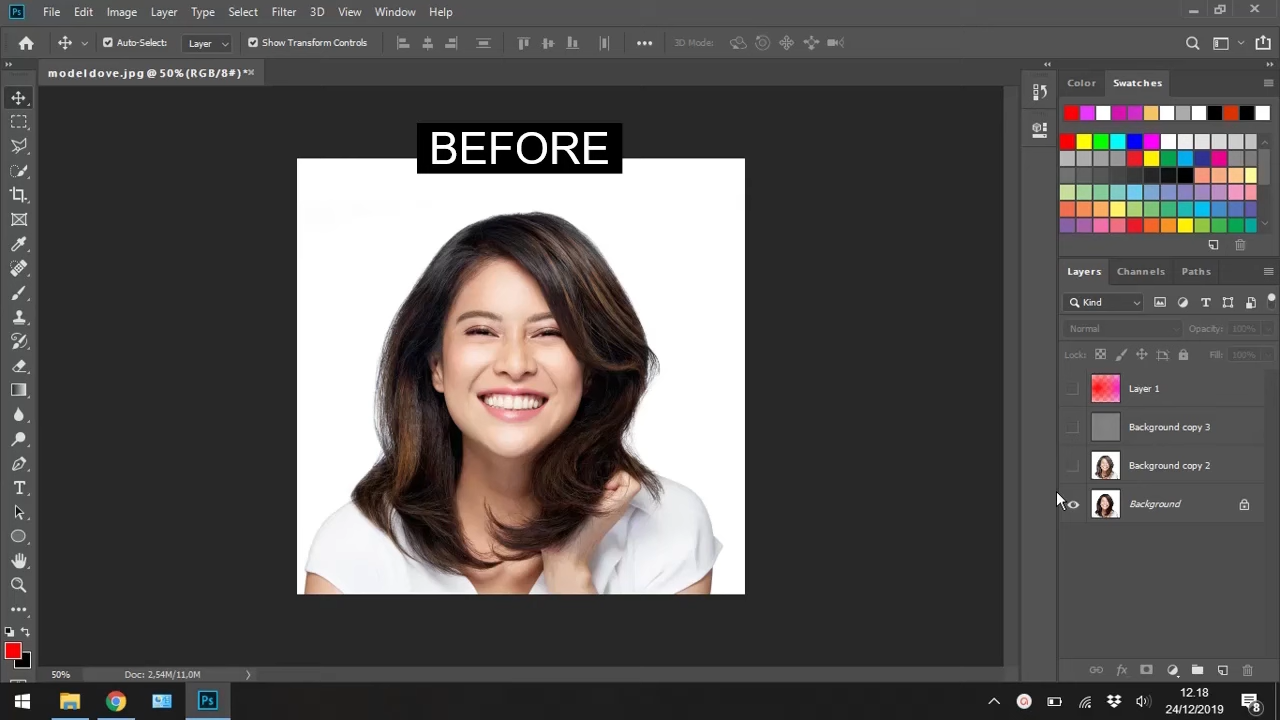 Ps File Edit Image Layer Type Select Filter 3D View Window Help
Auto-Select: Layer Show Transform Controls 3D Mode:
modeldove.jpg @ 50% (RGB/8#) *
Color Swatches
BEFORE
Layers Channels Paths
Kind
Normal Opacity: 100%
Lock: Fill: 100%
Layer 1
Background copy 3
Background copy 2
Background
50% Doc: 2,54M/11,0M
Ps
12.18
24/12/2019
8